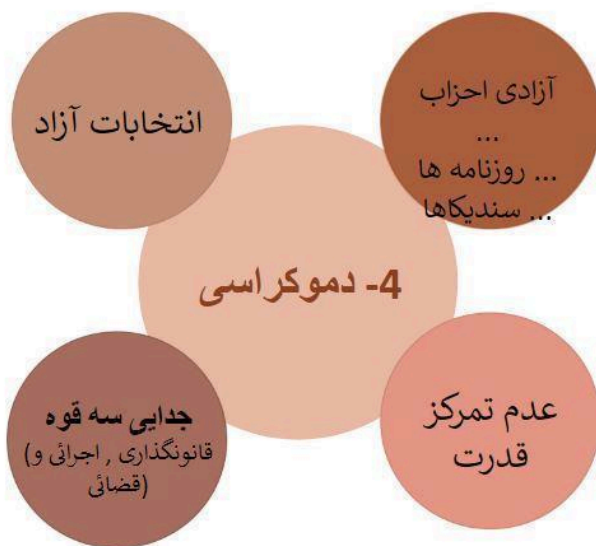 آزادی احزاب
...
... روزنامه ها
... سندیکاها
انتخابات آزاد
4- دموکراسی
عدم تمرکز
قدرت
جدایی سه قوه
قانونگذاری , اجرائی و)
(قضائی